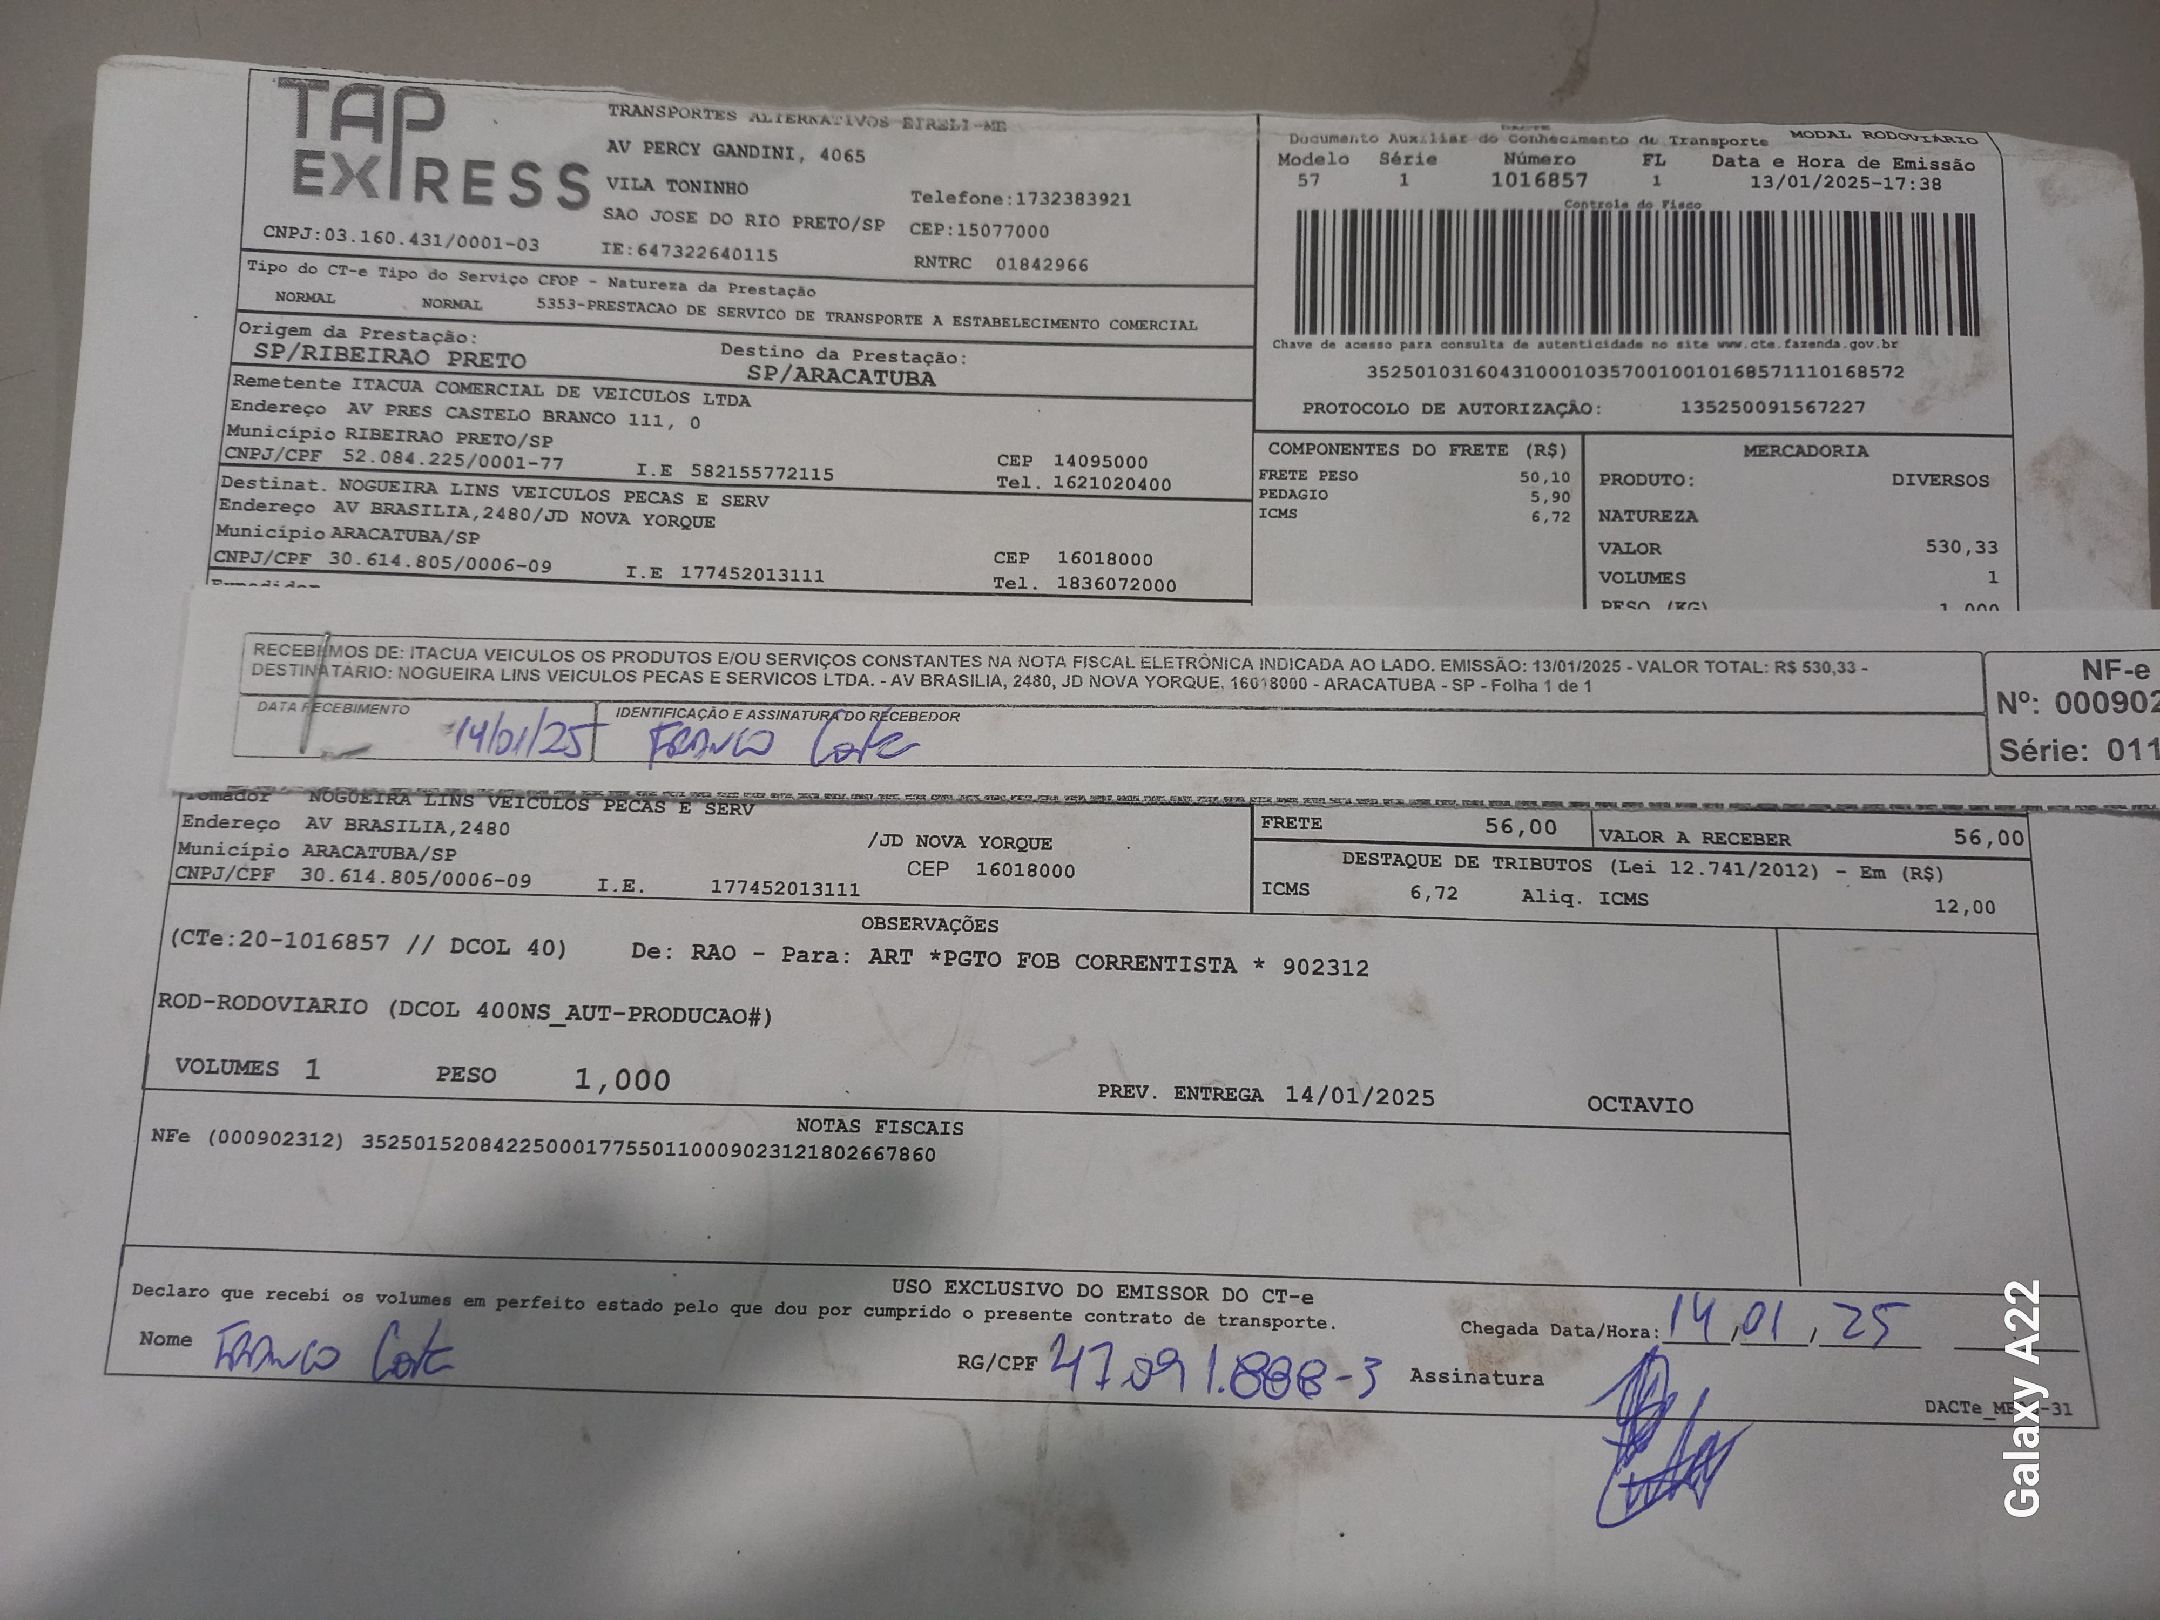 TAP EXPRESS
TRANSPORTES ALTERNATIVOS EIRELI-ME
AV PERCY GANDINI, 4065
VILA TONINHO
Telefone:1732383921
SAO JOSE DO RIO PRETO/SP CEP:15077000
CNPJ:03.160.431/0001-03 IE:647322640115 RNTRC 01842966
Tipo do CT-e Tipo do Serviço CFOP - Natureza da Prestação
NORMAL NORMAL 5353-PRESTACAO DE SERVICO DE TRANSPORTE A ESTABELECIMENTO COMERCIAL
Origem da Prestação: Destino da Prestação:
SP/RIBEIRAO PRETO SP/ARACATUBA
Remetente ITACUA COMERCIAL DE VEICULOS LTDA
Endereço AV PRES CASTELO BRANCO 111, 0
Município RIBEIRAO PRETO/SP CEP 14095000
CNPJ/CPF 52.084.225/0001-77 I.E 582155772115 Tel. 1621020400
Destinat. NOGUEIRA LINS VEICULOS PECAS E SERV
Endereço AV BRASILIA,2480/JD NOVA YORQUE
Município ARACATUBA/SP CEP 16018000
CNPJ/CPF 30.614.805/0006-09 I.E 177452013111 Tel. 1836072000
DACTE
Documento Auxiliar do Conhecimento de Transporte MODAL RODOVIÁRIO
Modelo Série Número FL Data e Hora de Emissão
57 1 1016857 1 13/01/2025-17:38
Controle do Fisco
Chave de acesso para consulta de autenticidade no site www.cte.fazenda.gov.br
35250103160431000103570010010168571110168572
PROTOCOLO DE AUTORIZAÇÃO: 135250091567227
COMPONENTES DO FRETE (R$)
FRETE PESO 50,10
PEDAGIO 5,90
ICMS 6,72
MERCADORIA
PRODUTO: DIVERSOS
NATUREZA
VALOR 530,33
VOLUMES 1
PESO (KG) 1,000
RECEBEMOS DE: ITACUA VEICULOS OS PRODUTOS E/OU SERVIÇOS CONSTANTES NA NOTA FISCAL ELETRÔNICA INDICADA AO LADO. EMISSÃO: 13/01/2025 - VALOR TOTAL: R$ 530,33 -
DESTINATÁRIO: NOGUEIRA LINS VEICULOS PECAS E SERVICOS LTDA. - AV BRASILIA, 2480, JD NOVA YORQUE, 16018000 - ARACATUBA - SP - Folha 1 de 1
DATA RECEBIMENTO IDENTIFICAÇÃO E ASSINATURA DO RECEBEDOR
14/01/25 FRANCO
NF-e
Nº: 000902
Série: 011
Tomador NOGUEIRA LINS VEICULOS PECAS E SERV
Endereço AV BRASILIA,2480 /JD NOVA YORQUE
Município ARACATUBA/SP CEP 16018000
CNPJ/CPF 30.614.805/0006-09 I.E. 177452013111
FRETE 56,00 VALOR A RECEBER 56,00
DESTAQUE DE TRIBUTOS (Lei 12.741/2012) - Em (R$)
ICMS 6,72 Aliq. ICMS 12,00
OBSERVAÇÕES
(CTe:20-1016857 // DCOL 40) De: RAO - Para: ART *PGTO FOB CORRENTISTA * 902312
ROD-RODOVIARIO (DCOL 400NS_AUT-PRODUCAO#)
VOLUMES 1 PESO 1,000 PREV. ENTREGA 14/01/2025 OCTAVIO
NOTAS FISCAIS
NFe (000902312) 35250152084225000177550110009023121802667860
USO EXCLUSIVO DO EMISSOR DO CT-e
Declaro que recebi os volumes em perfeito estado pelo que dou por cumprido o presente contrato de transporte.
Chegada Data/Hora: 14,01,25
Nome FRANCO RG/CPF 47.091.888-3 Assinatura
-31
Galaxy A22